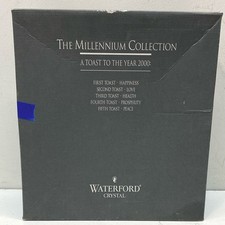 THE MILLENNIUM COLLECTION
A TOAST TO THE YEAR 2000:
FIRST TOAST · HAPPINESS
SECOND TOAST · LOVE
THIRD TOAST · HEALTH
FOURTH TOAST · PROSPERITY
FIFTH TOAST · PEACE
WATERFORD
CRYSTAL